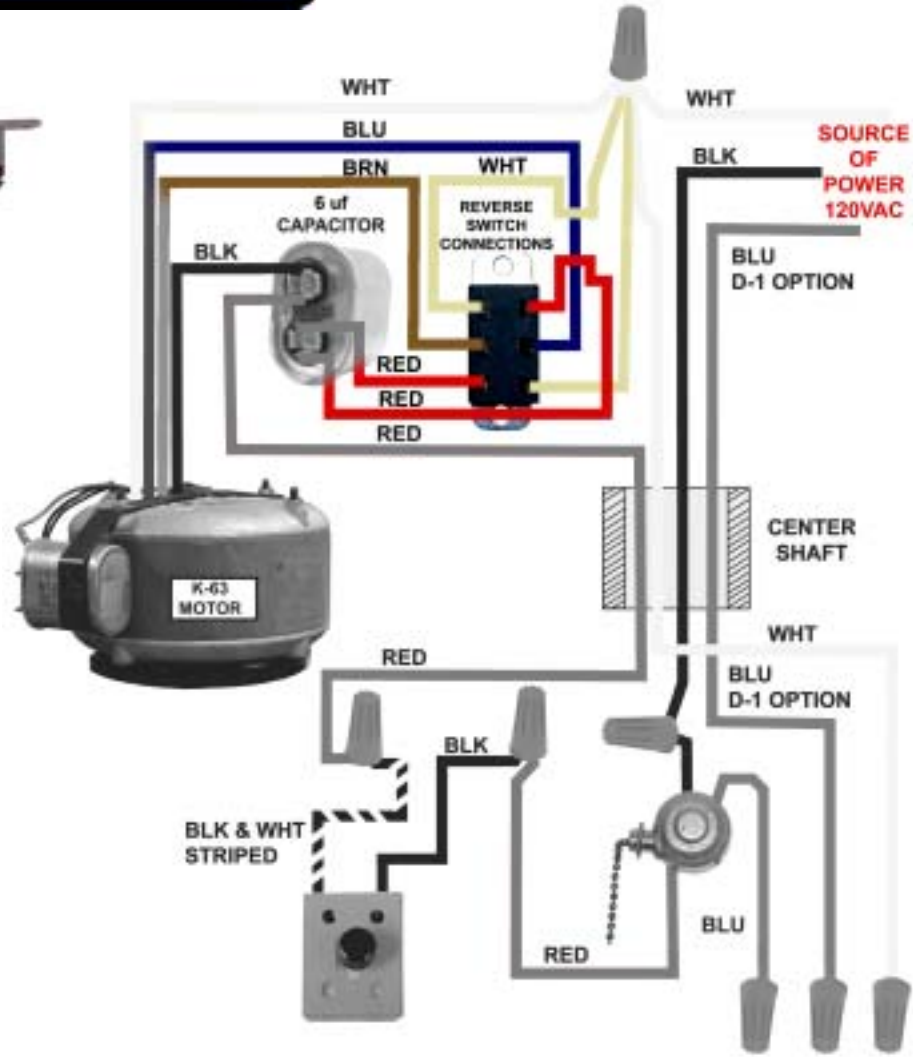 WHT
WHT
BLU
SOURCE
OF
POWER
120VAC
BLK
BRN
WHT
6 uf
CAPACITOR
REVERSE
SWITCH
CONNECTIONS
BLK
BLU
D-1 OPTION
RED
RED
RED
CENTER
SHAFT
K-63
MOTOR
WHT
RED
BLU
D-1 OPTION
BLK
BLK & WHT
STRIPED
BLU
RED